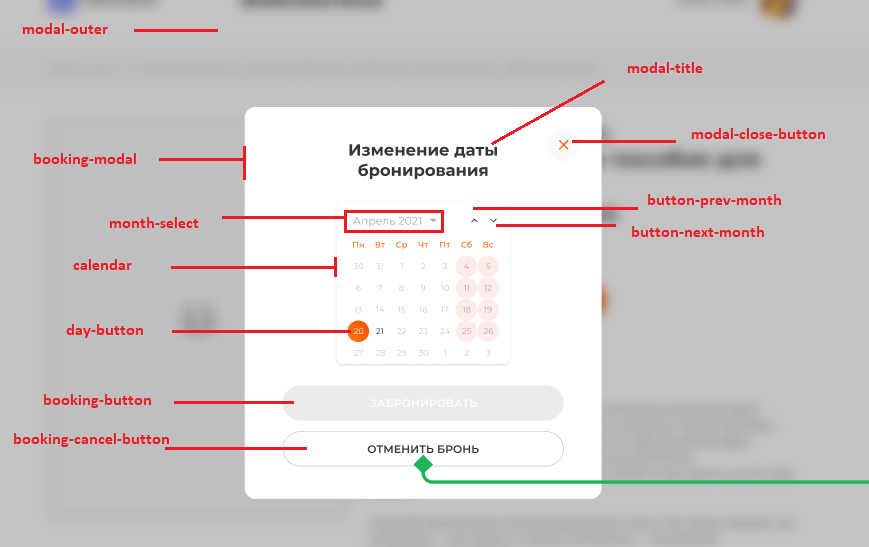 modal-outer
modal-title
modal-close-button
Изменение даты
бронирования
booking-modal
button-prev-month
month-select
Апрель 2021
button-next-month
Пн Вт Ср Чт Пт Сб Вс
calendar
30 31 1 2 3 4 5
6 7 8 9 10 11 12
13 14 15 16 17 18 19
day-button
20 21 22 23 24 25 26
27 28 29 30 1 2 3
booking-button
ЗАБРОНИРОВАТЬ
booking-cancel-button
ОТМЕНИТЬ БРОНЬ